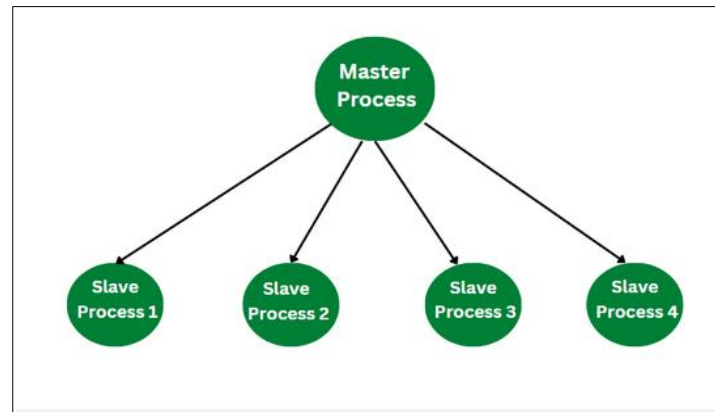 Master
Process
Slave
Process 1
Slave
Process 2
Slave
Process 3
Slave
Process 4